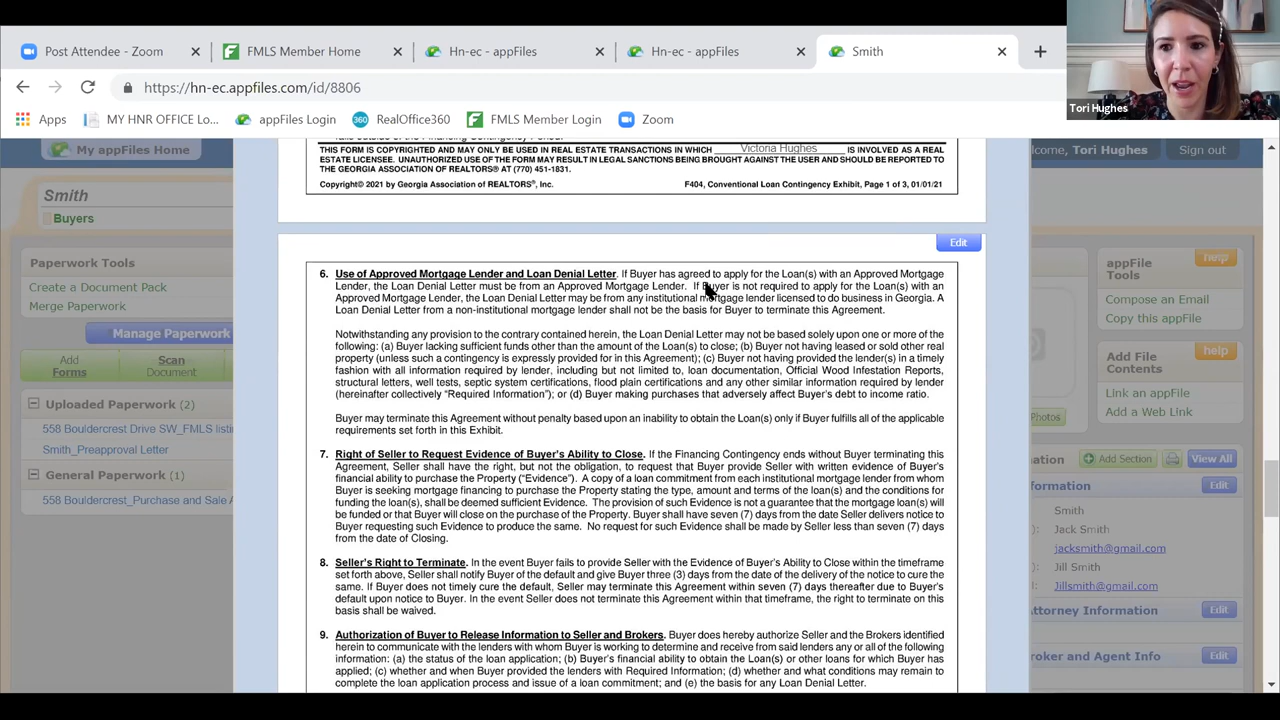 Post Attendee - Zoom
FMLS Member Home
Hn-ec - appFiles
Hn-ec - appFiles
Smith
https://hn-ec.appfiles.com/id/8806
Tori Hughes
Apps
MY HNR OFFICE Lo...
appFiles Login
RealOffice360
FMLS Member Login
Zoom
My appFiles Home
lcome, Tori Hughes
Sign out
Smith
Buyers
Paperwork Tools
Create a Document Pack
Merge Paperwork
Manage Paperwork
Add
Forms
Scan
Document
Uploaded Paperwork (2)
558 Bouldercrest Drive SW_FMLS listi
Smith_Preapproval Letter
General Paperwork (1)
558 Bouldercrest_Purchase and Sale A
THIS FORM IS COPYRIGHTED AND MAY ONLY BE USED IN REAL ESTATE TRANSACTIONS IN WHICH Victoria Hughes IS INVOLVED AS A REAL
ESTATE LICENSEE. UNAUTHORIZED USE OF THE FORM MAY RESULT IN LEGAL SANCTIONS BEING BROUGHT AGAINST THE USER AND SHOULD BE REPORTED TO
THE GEORGIA ASSOCIATION OF REALTORS® AT (770) 451-1831.
Copyright© 2021 by Georgia Association of REALTORS®, Inc.
F404, Conventional Loan Contingency Exhibit, Page 1 of 3, 01/01/21
Edit
6. Use of Approved Mortgage Lender and Loan Denial Letter. If Buyer has agreed to apply for the Loan(s) with an Approved Mortgage
Lender, the Loan Denial Letter must be from an Approved Mortgage Lender. If Buyer is not required to apply for the Loan(s) with an
Approved Mortgage Lender, the Loan Denial Letter may be from any institutional mortgage lender licensed to do business in Georgia. A
Loan Denial Letter from a non-institutional mortgage lender shall not be the basis for Buyer to terminate this Agreement.
Notwithstanding any provision to the contrary contained herein, the Loan Denial Letter may not be based solely upon one or more of the
following: (a) Buyer lacking sufficient funds other than the amount of the Loan(s) to close; (b) Buyer not having leased or sold other real
property (unless such a contingency is expressly provided for in this Agreement); (c) Buyer not having provided the lender(s) in a timely
fashion with all information required by lender, including but not limited to, loan documentation, Official Wood Infestation Reports,
structural letters, well tests, septic system certifications, flood plain certifications and any other similar information required by lender
(hereinafter collectively “Required Information”); or (d) Buyer making purchases that adversely affect Buyer's debt to income ratio.
Buyer may terminate this Agreement without penalty based upon an inability to obtain the Loan(s) only if Buyer fulfills all of the applicable
requirements set forth in this Exhibit.
7. Right of Seller to Request Evidence of Buyer's Ability to Close. If the Financing Contingency ends without Buyer terminating this
Agreement, Seller shall have the right, but not the obligation, to request that Buyer provide Seller with written evidence of Buyer's
financial ability to purchase the Property (“Evidence”). A copy of a loan commitment from each institutional mortgage lender from whom
Buyer is seeking mortgage financing to purchase the Property stating the type, amount and terms of the loan(s) and the conditions for
funding the loan(s), shall be deemed sufficient Evidence. The provision of such Evidence is not a guarantee that the mortgage loan(s) will
be funded or that Buyer will close on the purchase of the Property. Buyer shall have seven (7) days from the date Seller delivers notice to
Buyer requesting such Evidence to produce the same. No request for such Evidence shall be made by Seller less than seven (7) days
from the date of Closing.
8. Seller's Right to Terminate. In the event Buyer fails to provide Seller with the Evidence of Buyer's Ability to Close within the timeframe
set forth above, Seller shall notify Buyer of the default and give Buyer three (3) days from the date of the delivery of the notice to cure the
same. If Buyer does not timely cure the default, Seller may terminate this Agreement within seven (7) days thereafter due to Buyer's
default upon notice to Buyer. In the event Seller does not terminate this Agreement within that timeframe, the right to terminate on this
basis shall be waived.
9. Authorization of Buyer to Release Information to Seller and Brokers. Buyer does hereby authorize Seller and the Brokers identified
herein to communicate with the lenders with whom Buyer is working to determine and receive from said lenders any or all of the following
information: (a) the status of the loan application; (b) Buyer's financial ability to obtain the Loan(s) or other loans for which Buyer has
applied; (c) whether and when Buyer provided the lenders with Required Information; (d) whether and what conditions may remain to
complete the loan application process and issue of a loan commitment; and (e) the basis for any Loan Denial Letter.
appFiles
Tools
help
Compose an Email
Copy this appFile
Add File
Contents
help
Link an appFile
Add a Web Link
Photos
mation
Add Section
View All
nformation
Edit
Smith
Jack Smith
jacksmith@gmail.com
Jill Smith
Jillsmith@gmail.com
ttorney Information
Edit
roker and Agent Info
Edit